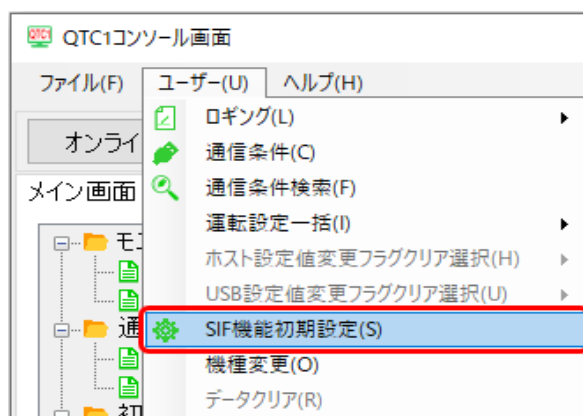 QTC1コンソール画面
ファイル(F) ユーザー(U) ヘルプ(H)
オンライ
メイン画面
ロギング(L)
通信条件(C)
通信条件検索(F)
運転設定一括(I)
ホスト設定値変更フラグクリア選択(H)
USB設定値変更フラグクリア選択(U)
SIF機能初期設定(S)
機種変更(O)
データクリア(R)
モ
通
初